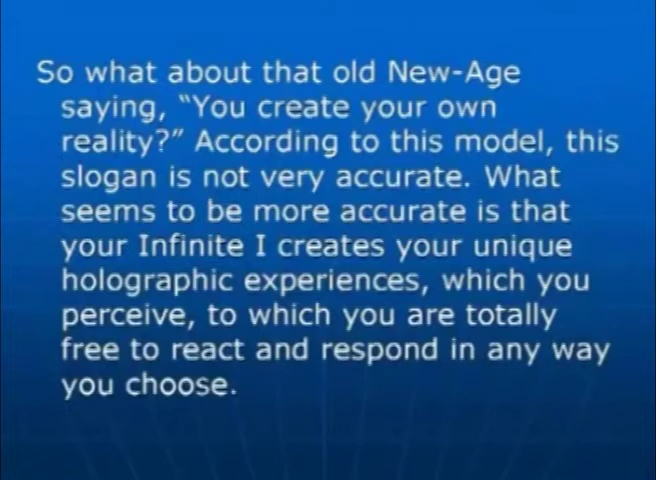 So what about that old New-Age
saying, “You create your own
reality?” According to this model, this
slogan is not very accurate. What
seems to be more accurate is that
your Infinite I creates your unique
holographic experiences, which you
perceive, to which you are totally
free to react and respond in any way
you choose.